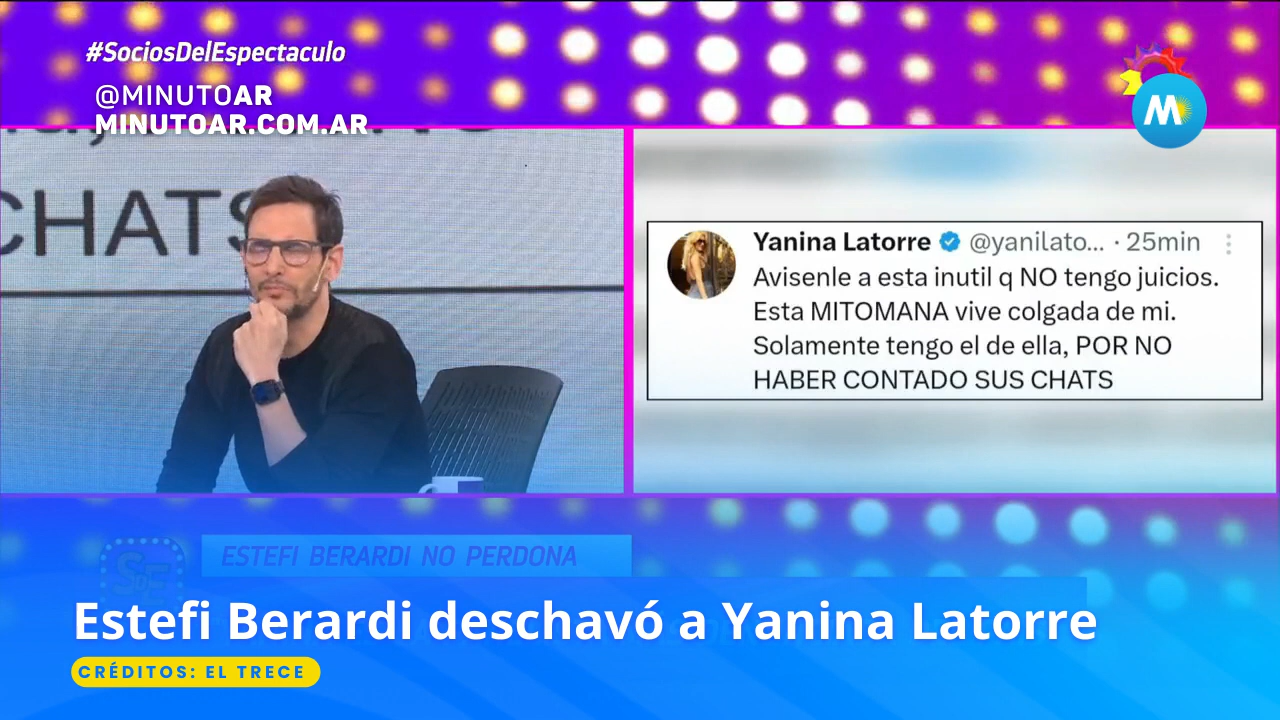 #SociosDelEspectaculo
@MINUTOAR
MINUTOAR.COM.AR
M
CHATS
Yanina Latorre @yanilato... · 25min
Avisenle a esta inutil q NO tengo juicios.
Esta MITOMANA vive colgada de mi.
Solamente tengo el de ella, POR NO
HABER CONTADO SUS CHATS
SDE
ESTEFI BERARDI NO PERDONA
Estefi Berardi deschavó a Yanina Latorre
CRÉDITOS: EL TRECE